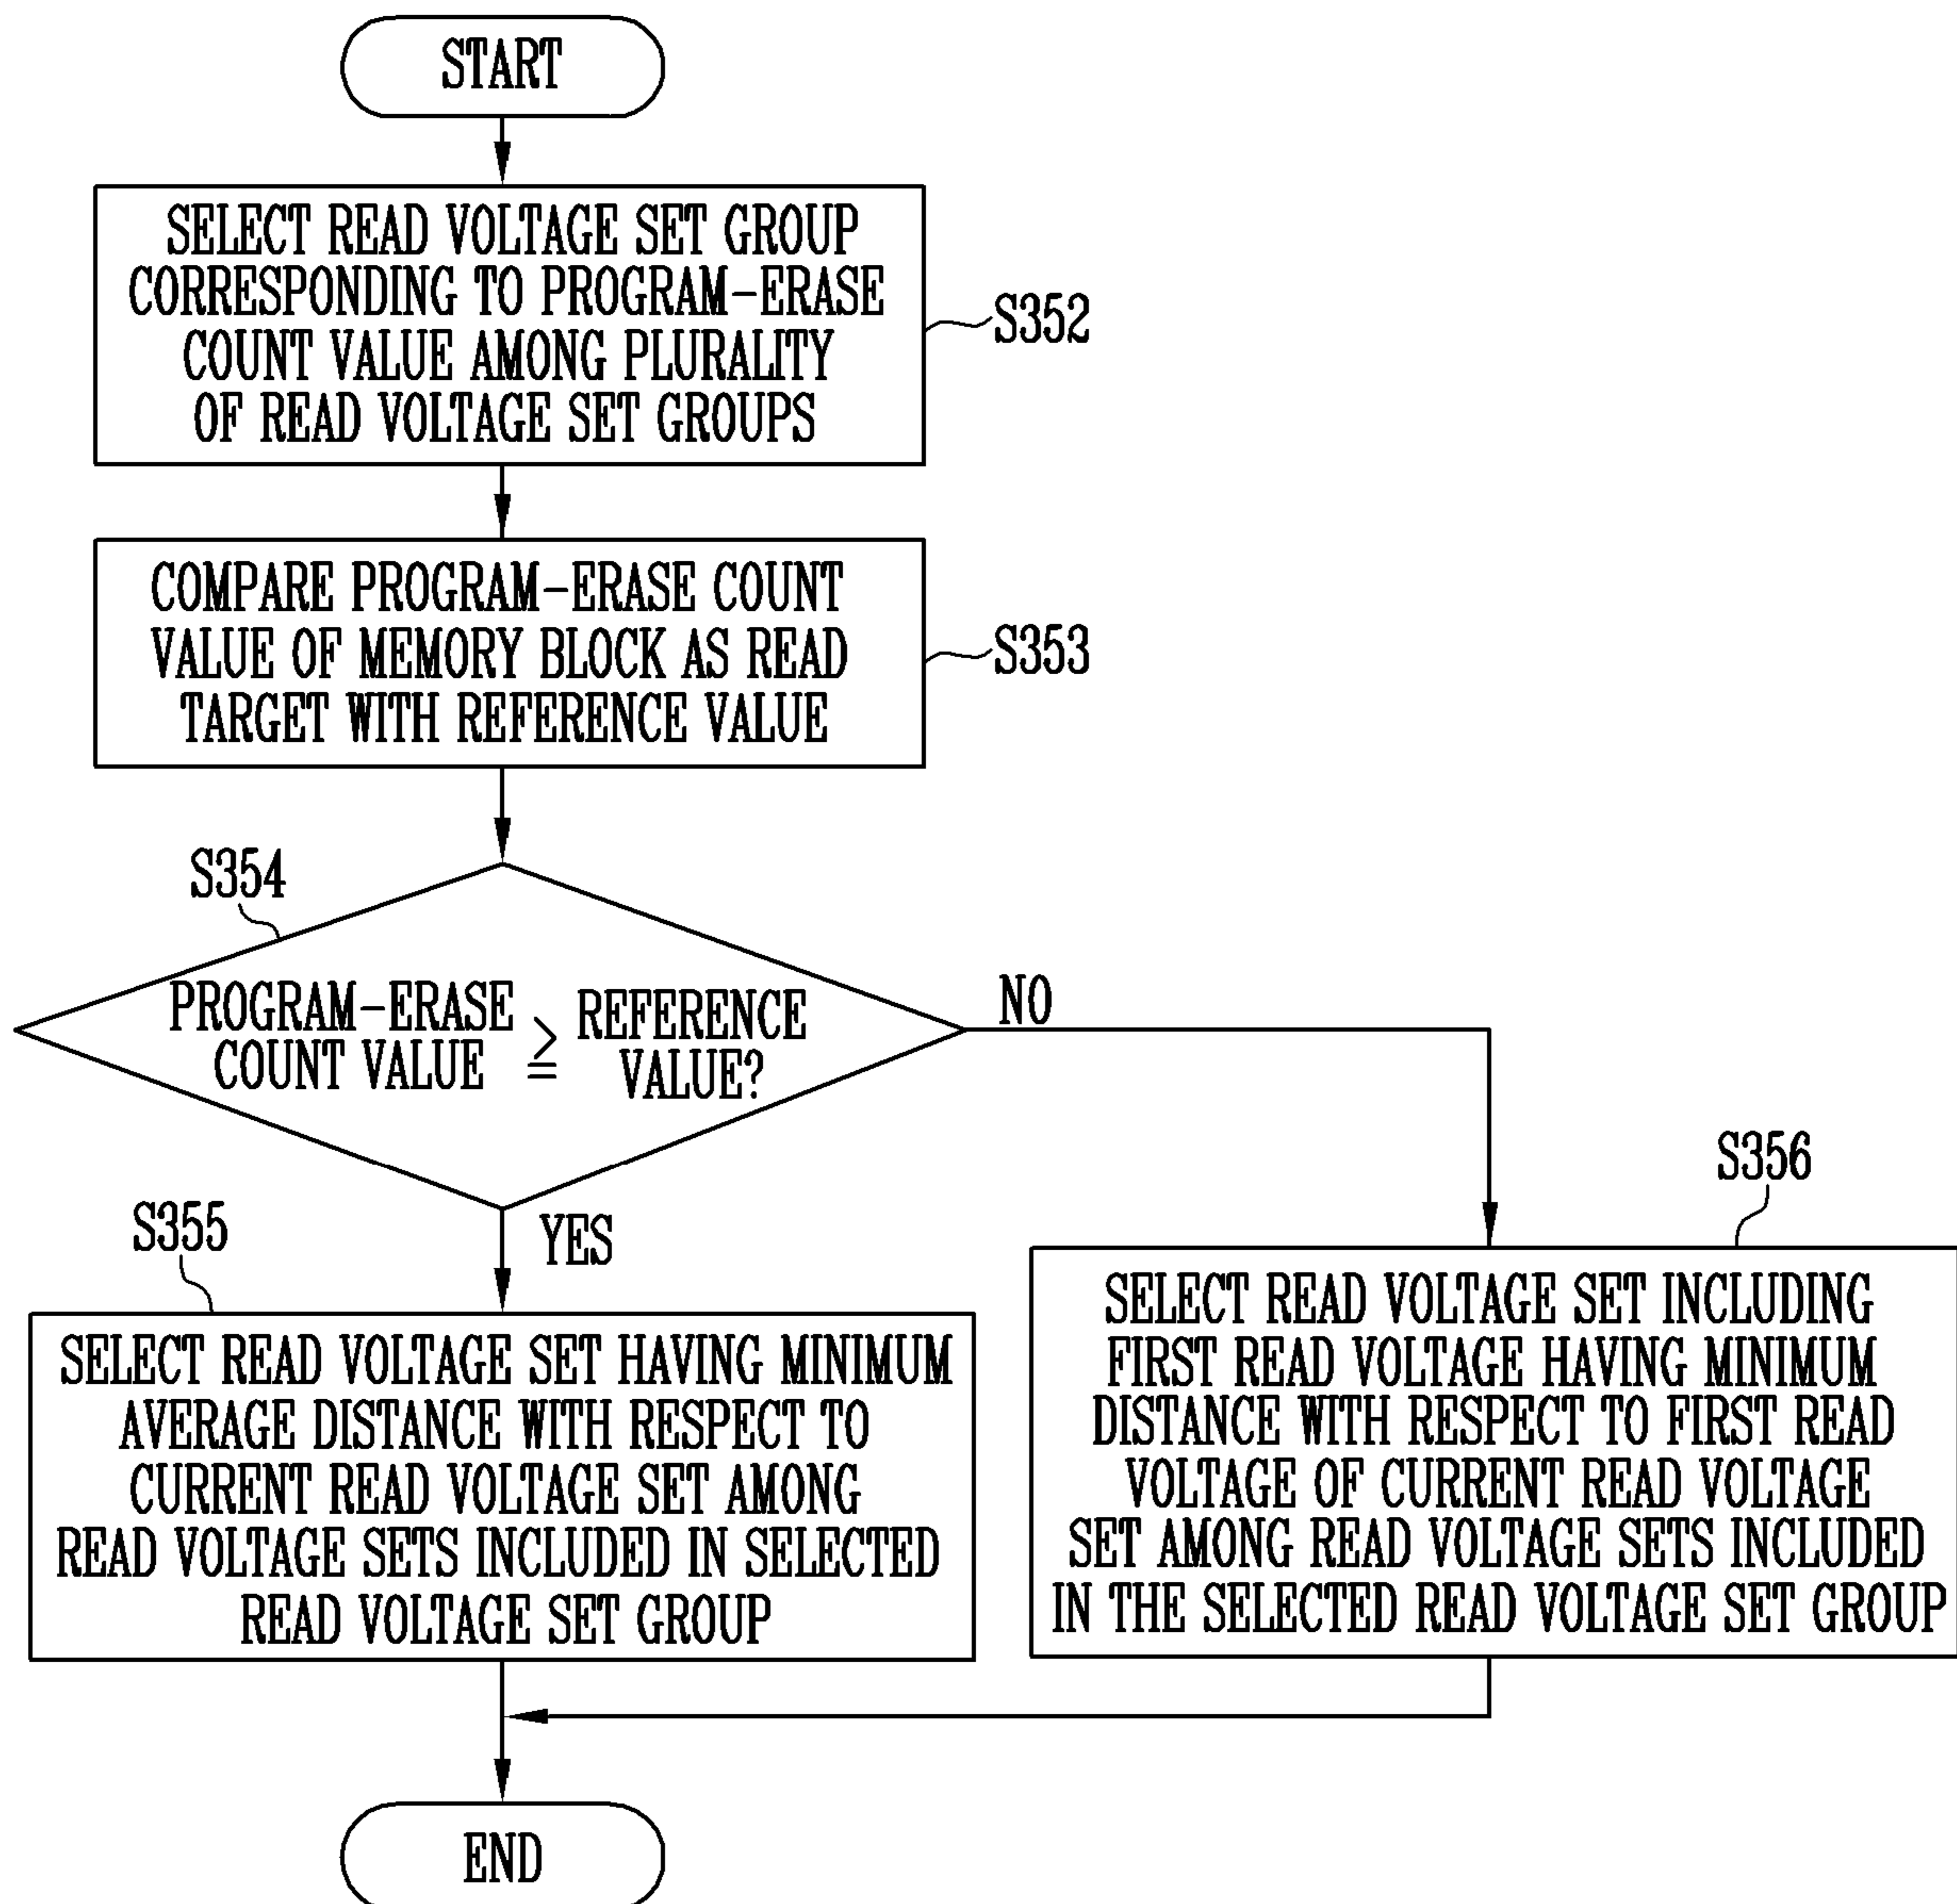 START
SELECT READ VOLTAGE SET GROUP
CORRESPONDING TO PROGRAM-ERASE
COUNT VALUE AMONG PLURALITY
OF READ VOLTAGE SET GROUPS
S352
COMPARE PROGRAM-ERASE COUNT
VALUE OF MEMORY BLOCK AS READ
TARGET WITH REFERENCE VALUE
S353
S354
PROGRAM-ERASE
COUNT VALUE
≧
REFERENCE
VALUE?
NO
YES
S355
SELECT READ VOLTAGE SET HAVING MINIMUM
AVERAGE DISTANCE WITH RESPECT TO
CURRENT READ VOLTAGE SET AMONG
READ VOLTAGE SETS INCLUDED IN SELECTED
READ VOLTAGE SET GROUP
S356
SELECT READ VOLTAGE SET INCLUDING
FIRST READ VOLTAGE HAVING MINIMUM
DISTANCE WITH RESPECT TO FIRST READ
VOLTAGE OF CURRENT READ VOLTAGE
SET AMONG READ VOLTAGE SETS INCLUDED
IN THE SELECTED READ VOLTAGE SET GROUP
END